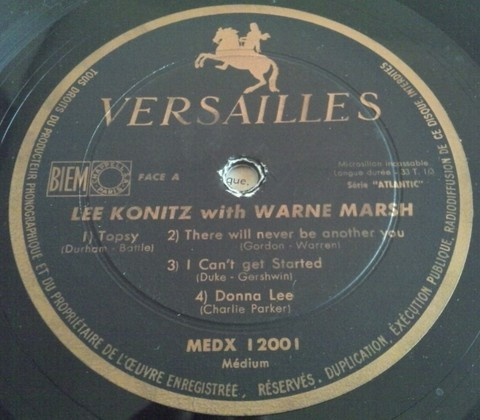 VERSAILLES
BIEM
FACE A
que,
Microsillon incassable
Longue durée - 33 T. 1/3
Série "ATLANTIC"
LEE KONITZ with WARNE MARSH
1) Topsy
(Durham - Battle)
2) There will never be another you
(Gordon - Warren)
3) I Can't get Started
(Duke - Gershwin)
4) Donna Lee
(Charlie Parker)
MEDX 12001
Médium
TOUS DROITS DU PRODUCTEUR PHONOGRAPHIQUE ET DU PROPRIÉTAIRE DE L'ŒUVRE ENREGISTRÉE, RÉSERVÉS. DUPLICATION, EXÉCUTION PUBLIQUE, RADIODIFFUSION DE CE DISQUE INTERDITES